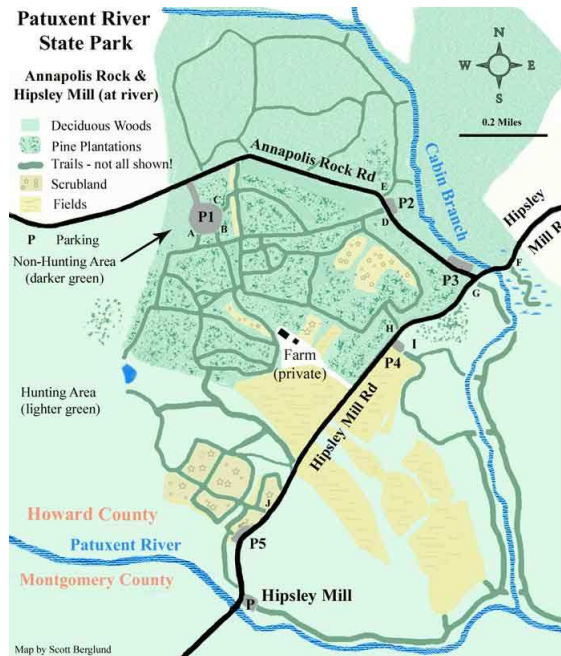 Patuxent River
State Park
Annapolis Rock &
Hipsley Mill (at river)
Deciduous Woods
Pine Plantations
Trails - not all shown!
Scrubland
Fields
P Parking
Non-Hunting Area
(darker green)
Hunting Area
(lighter green)
N
W E
S
0.2 Miles
Annapolis Rock Rd
Cabin Branch
Hipsley
Mill R
P1
A
B
C
P2
D
E
P3
F
G
H
I
P4
Farm
(private)
Hipsley Mill Rd
J
P5
Howard County
Patuxent River
Montgomery County
P
Hipsley Mill
Map by Scott Berglund